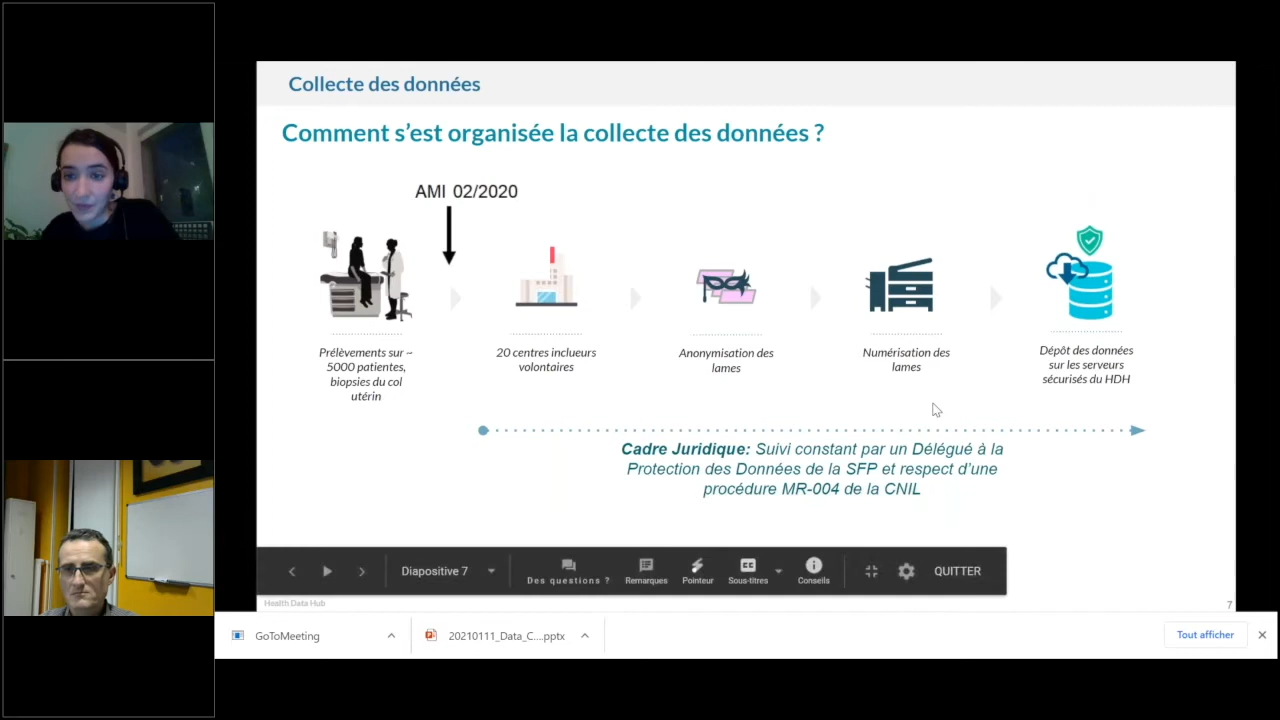 Collecte des données
Comment s'est organisée la collecte des données ?
AMI 02/2020
Prélèvements sur ~
5000 patientes,
biopsies du col
utérin
20 centres inclueurs
volontaires
Anonymisation des
lames
Numérisation des
lames
Dépôt des données
sur les serveurs
sécurisés du HDH
Cadre Juridique: Suivi constant par un Délégué à la
Protection des Données de la SFP et respect d'une
procédure MR-004 de la CNIL
Diapositive 7
Des questions ?
Remarques
Pointeur
CC
Sous-titres
Conseils
QUITTER
Health Data Hub
7
GoToMeeting
20210111_Data_C....pptx
Tout afficher